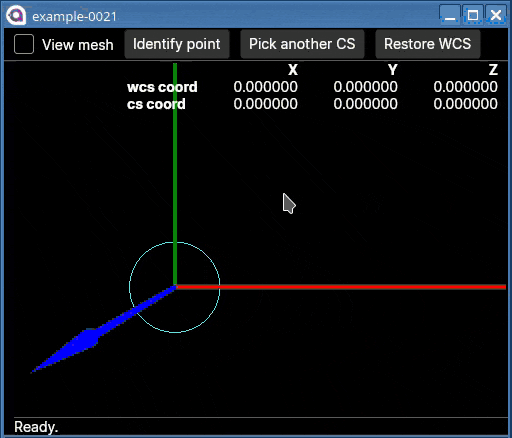 example-0021
View mesh Identify point Pick another CS Restore WCS
X Y Z
wcs coord 0.000000 0.000000 0.000000
cs coord 0.000000 0.000000 0.000000
Ready.